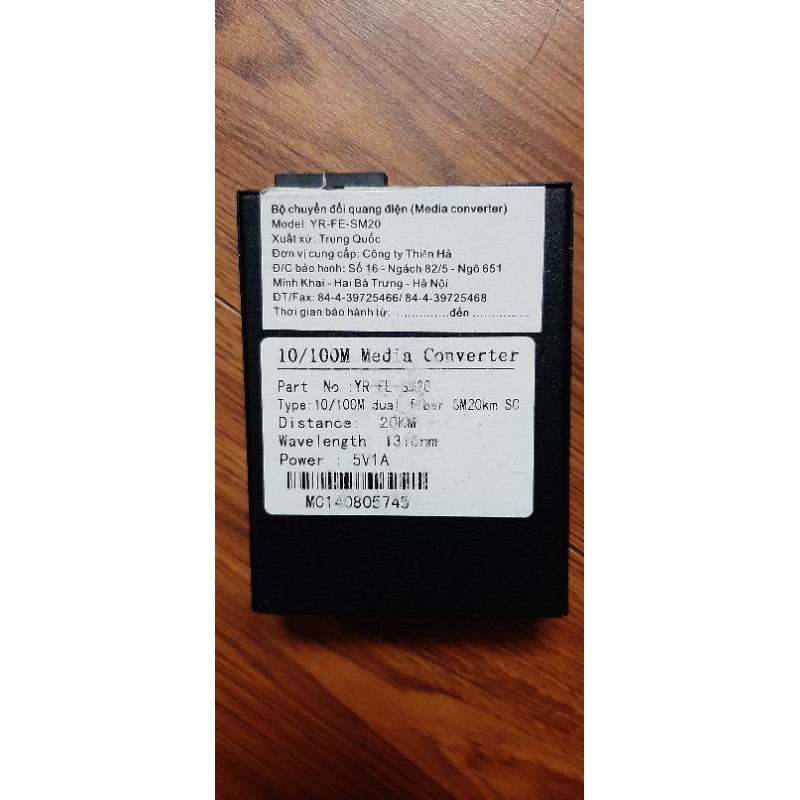 Bộ chuyển đổi quang điện (Media converter)
Model: YR-FE-SM20
Xuất xứ: Trung Quốc
Đơn vị cung cấp: Công ty Thiên Hà
Đ/C bảo hành: Số 16 - Ngách 82/5 - Ngõ 651
Minh Khai - Hai Bà Trưng - Hà Nội
ĐT/Fax: 84-4-39725466/ 84-4-39725468
Thời gian bảo hành từ: ..............đến ...............
10/100M Media Converter
Part No :YR-FE-SM20
Type:10/100M dual fiber SM20km SC
Distance: 20KM
Wavelength: 1310nm
Power : 5V1A
MC140805745